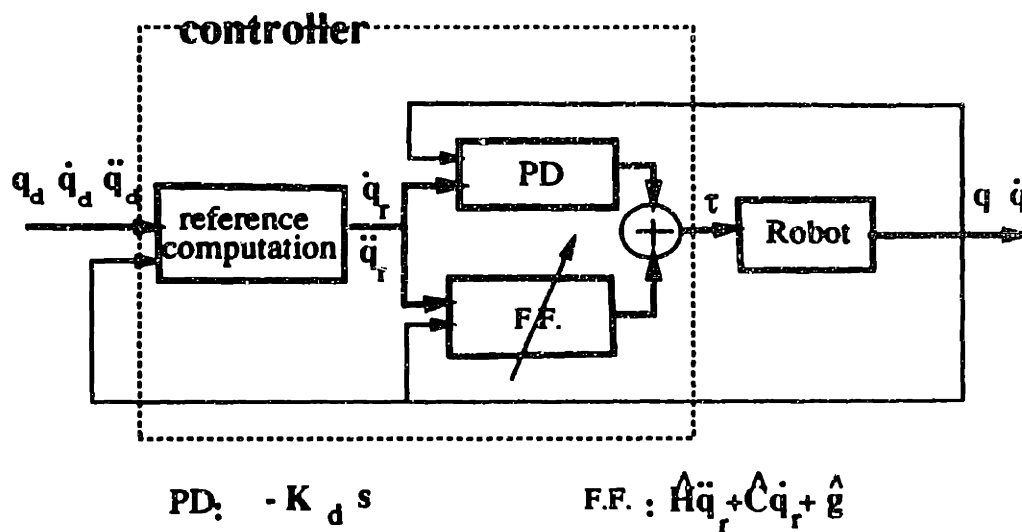 controller
PD
q_d q̇_d q̈_d
reference
computation
q̇_r
q̈_r
+
τ
Robot
q q̇
F.F.
PD: - K_d s
F.F. : Ĥq̈_r + Ĉq̇_r + ĝ